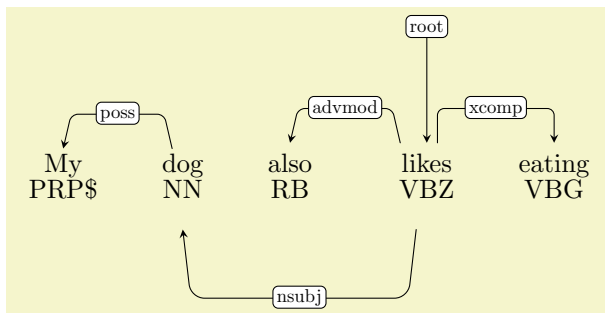 root
poss advmod xcomp
My dog also likes eating
PRP$ NN RB VBZ VBG
nsubj